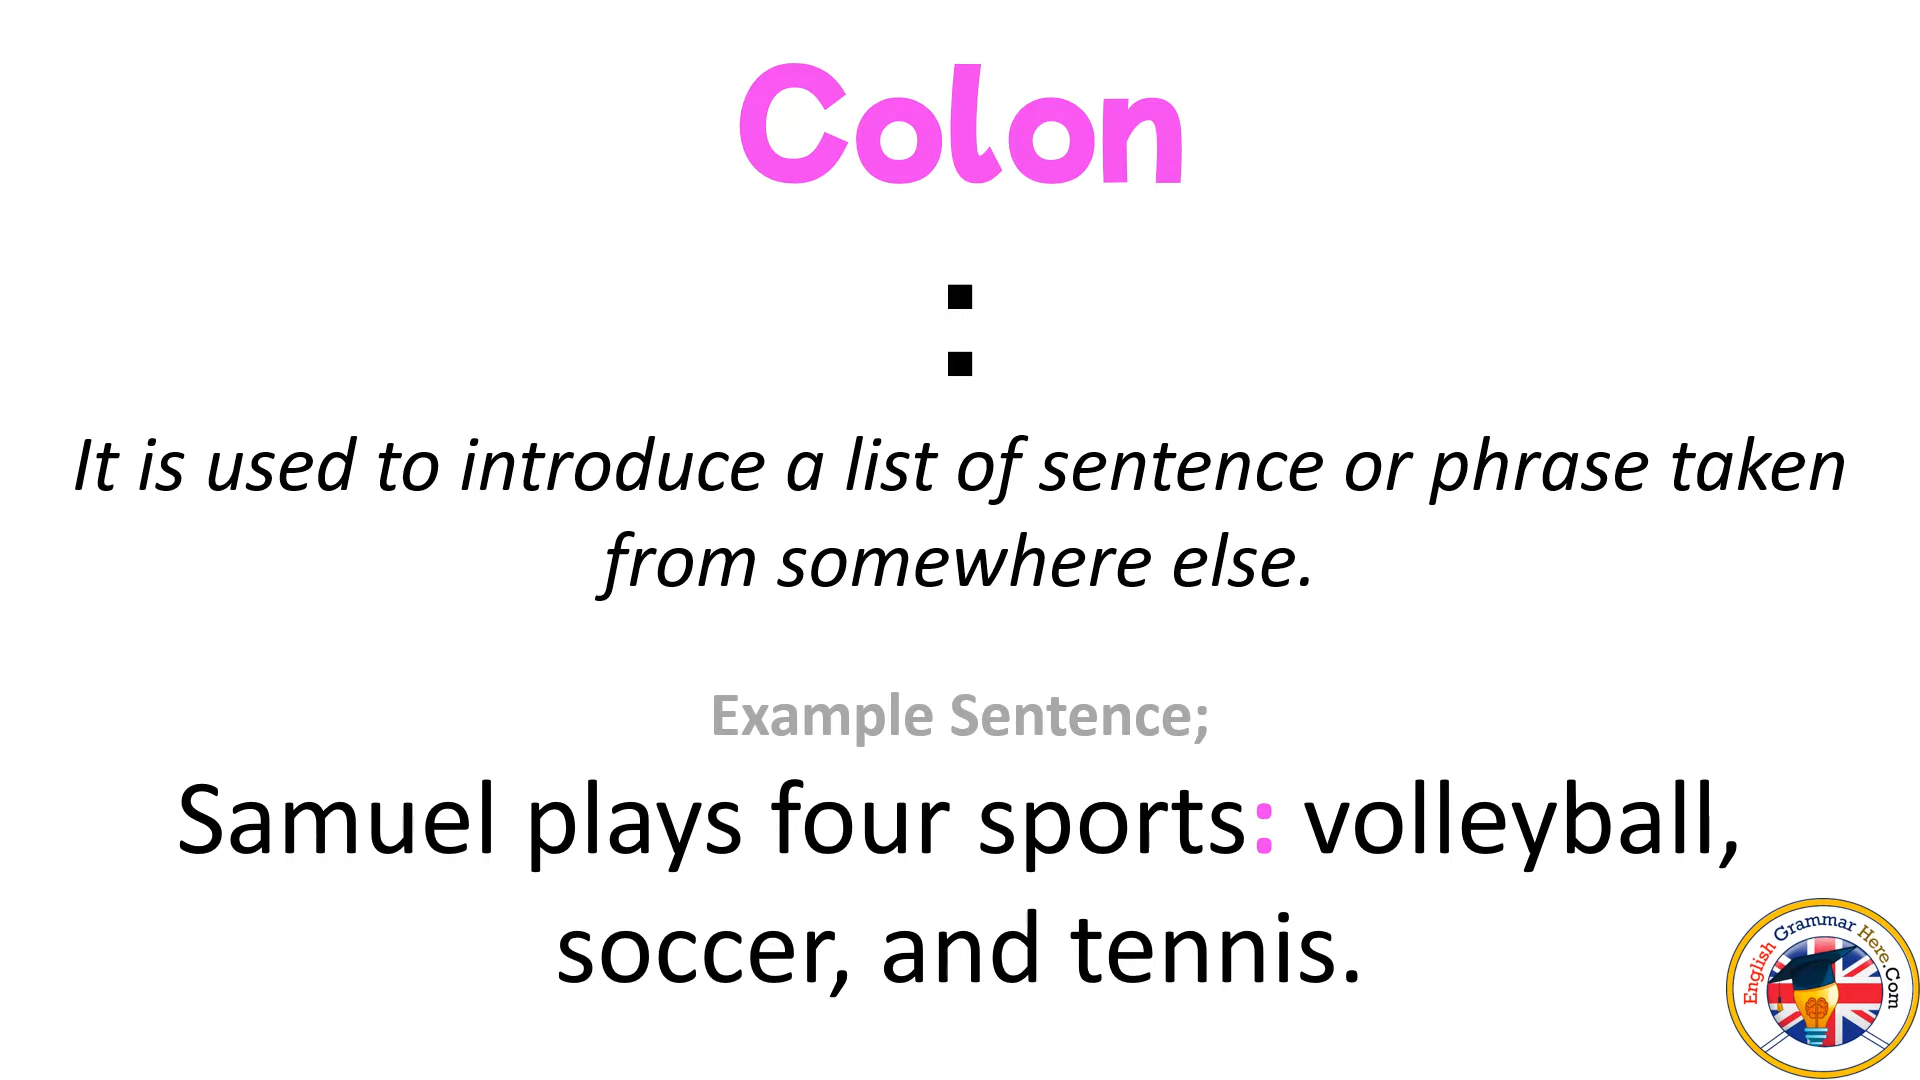 Colon
:
It is used to introduce a list of sentence or phrase taken
from somewhere else.
Example Sentence;
Samuel plays four sports: volleyball,
soccer, and tennis.
English Grammar Here.Com